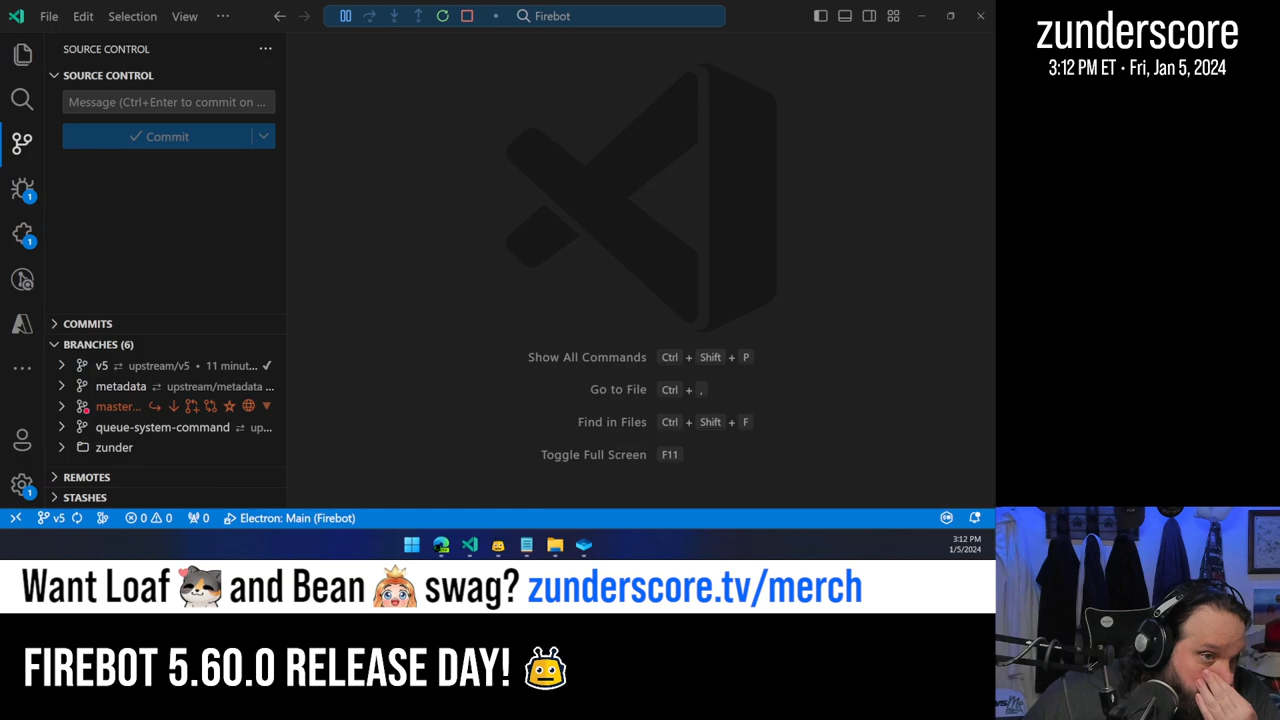 File Edit Selection View ... Firebot
SOURCE CONTROL
SOURCE CONTROL
Message (Ctrl+Enter to commit on ...
Commit
1
1
COMMITS
BRANCHES (6)
v5 upstream/v5 • 11 minut...
metadata upstream/metadata ...
master...
queue-system-command up...
zunder
REMOTES
STASHES
1
Show All Commands Ctrl + Shift + P
Go to File Ctrl + ,
Find in Files Ctrl + Shift + F
Toggle Full Screen F11
v5 0 0 0 Electron: Main (Firebot)
3:12 PM
1/5/2024
zunderscore
3:12 PM ET • Fri, Jan 5, 2024
Want Loaf and Bean swag? zunderscore.tv/merch
FIREBOT 5.60.0 RELEASE DAY!